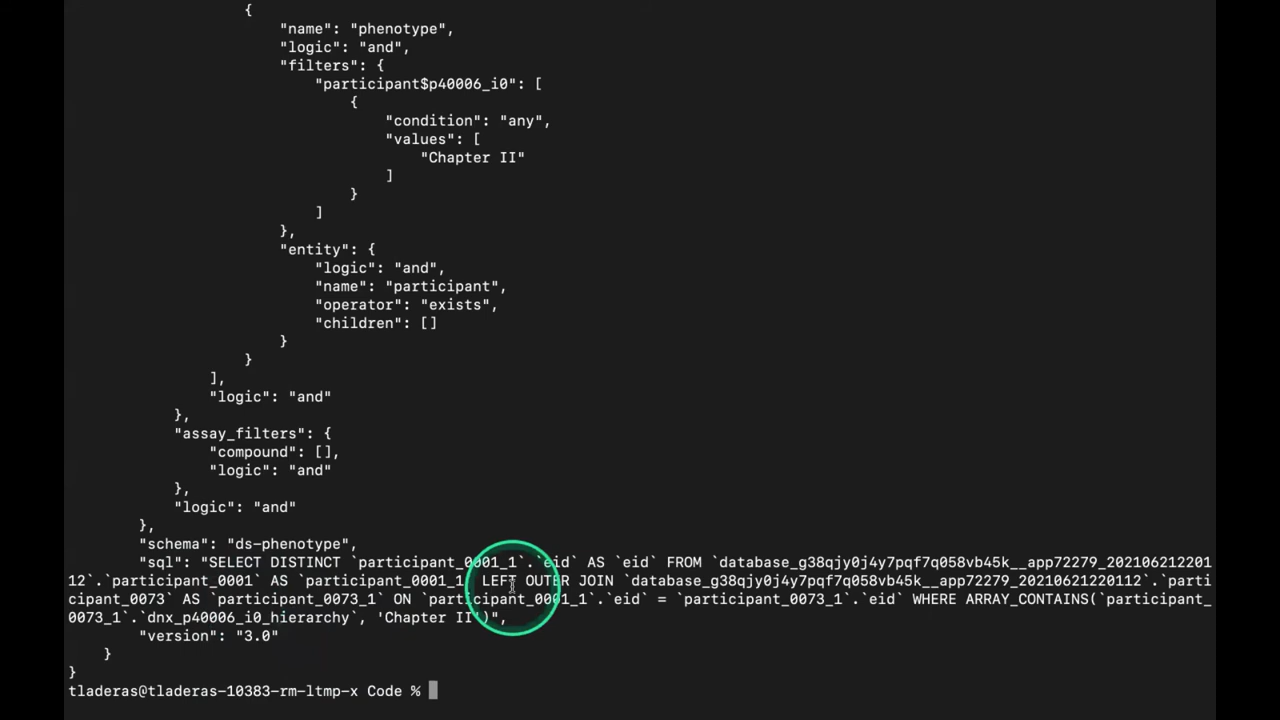 {
"name": "phenotype",
"logic": "and",
"filters": {
"participant$p40006_i0": [
{
"condition": "any",
"values": [
"Chapter II"
]
}
]
},
"entity": {
"logic": "and",
"name": "participant",
"operator": "exists",
"children": []
}
}
],
"logic": "and"
},
"assay_filters": {
"compound": [],
"logic": "and"
},
"logic": "and"
},
"schema": "ds-phenotype",
"sql": "SELECT DISTINCT `participant_0001_1`.`eid` AS `eid` FROM `database_g38qjy0j4y7pqf7q058vb45k__app72279_202106212201
12`.`participant_0001` AS `participant_0001_1` LEFT OUTER JOIN `database_g38qjy0j4y7pqf7q058vb45k__app72279_20210621220112`.`parti
cipant_0073` AS `participant_0073_1` ON `participant_0001_1`.`eid` = `participant_0073_1`.`eid` WHERE ARRAY_CONTAINS(`participant_
0073_1`.`dnx_p40006_i0_hierarchy`, 'Chapter II')",
"version": "3.0"
}
}
tladeras@tladeras-10383-rm-ltmp-x Code %